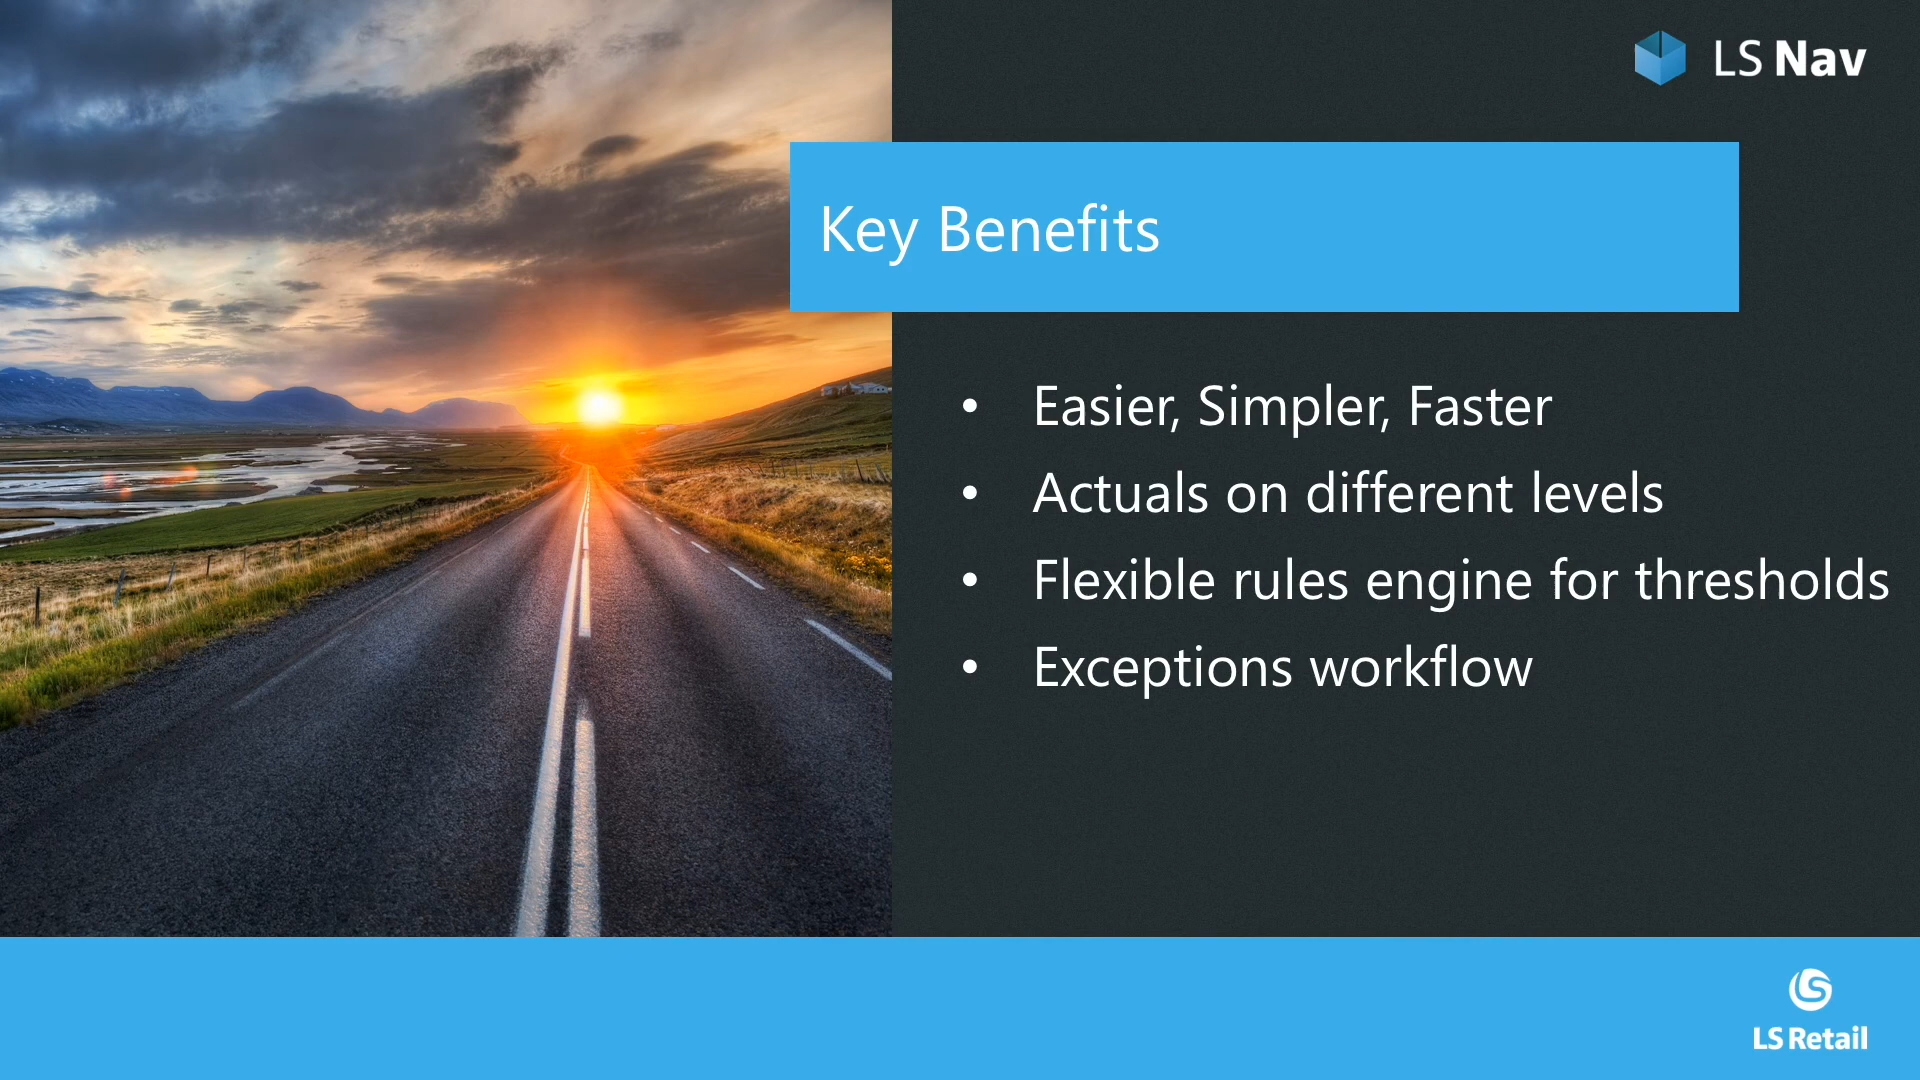 LS Nav
Key Benefits
• Easier, Simpler, Faster
• Actuals on different levels
• Flexible rules engine for thresholds
• Exceptions workflow
LS Retail